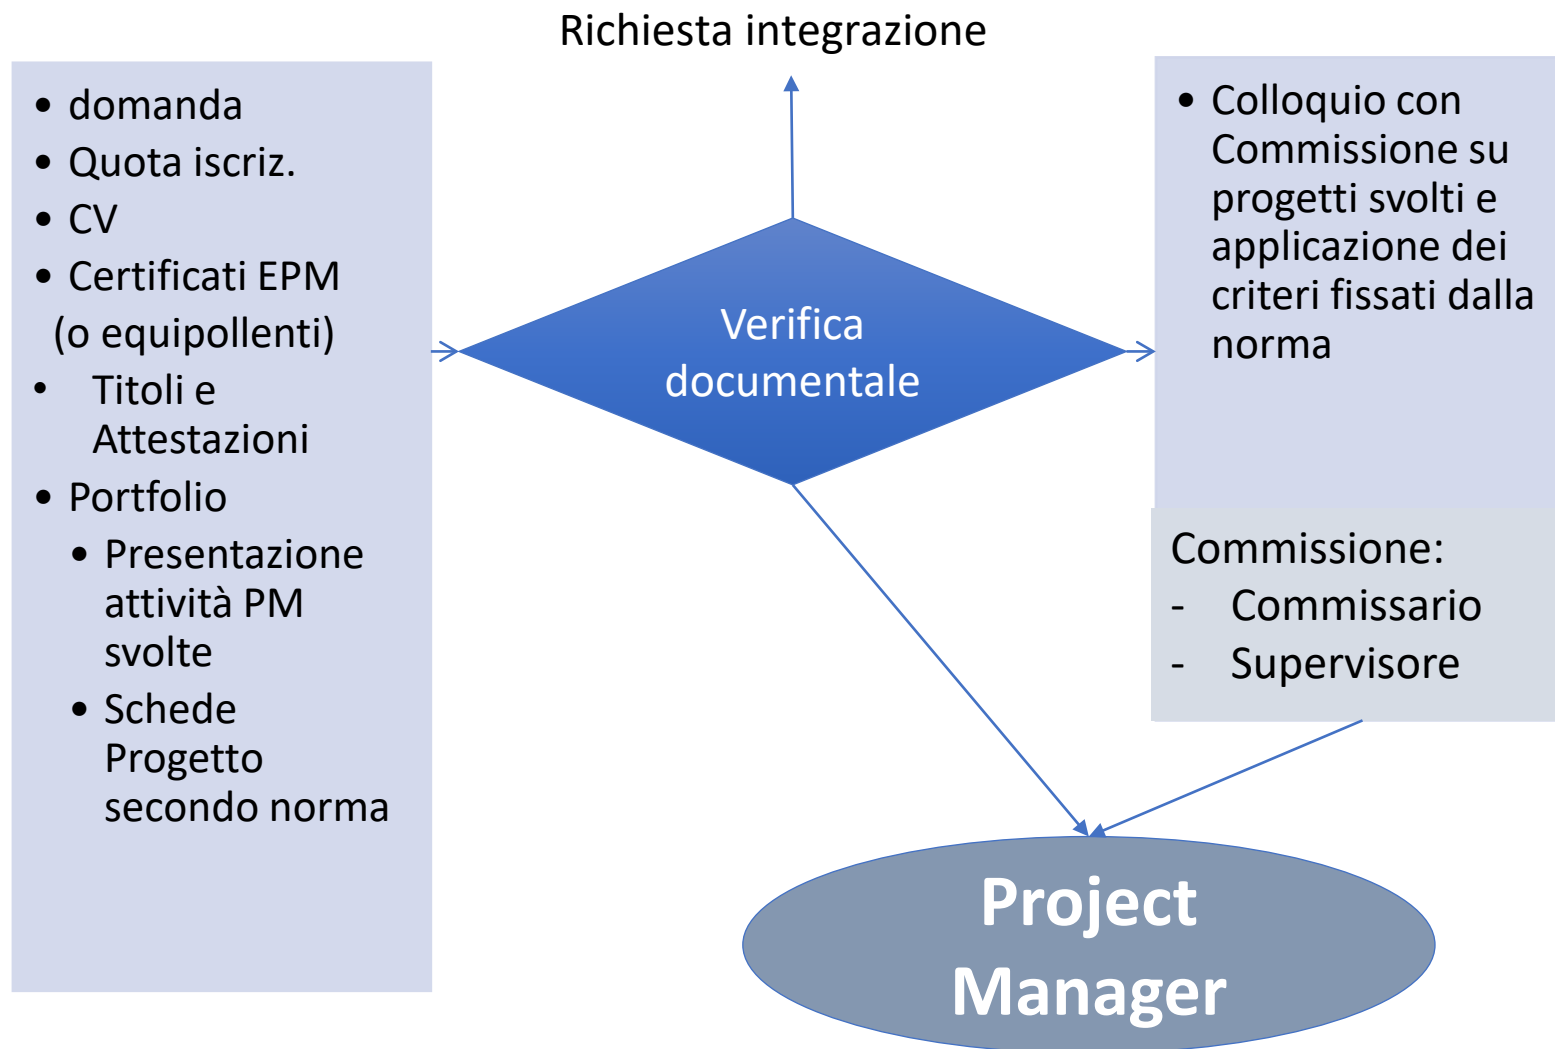 Richiesta integrazione
• domanda
• Quota iscriz.
• CV
• Certificati EPM
(o equipollenti)
• Titoli e
Attestazioni
• Portfolio
• Presentazione
attività PM
svolte
• Schede
Progetto
secondo norma
Verifica
documentale
• Colloquio con
Commissione su
progetti svolti e
applicazione dei
criteri fissati dalla
norma
Commissione:
- Commissario
- Supervisore
Project
Manager